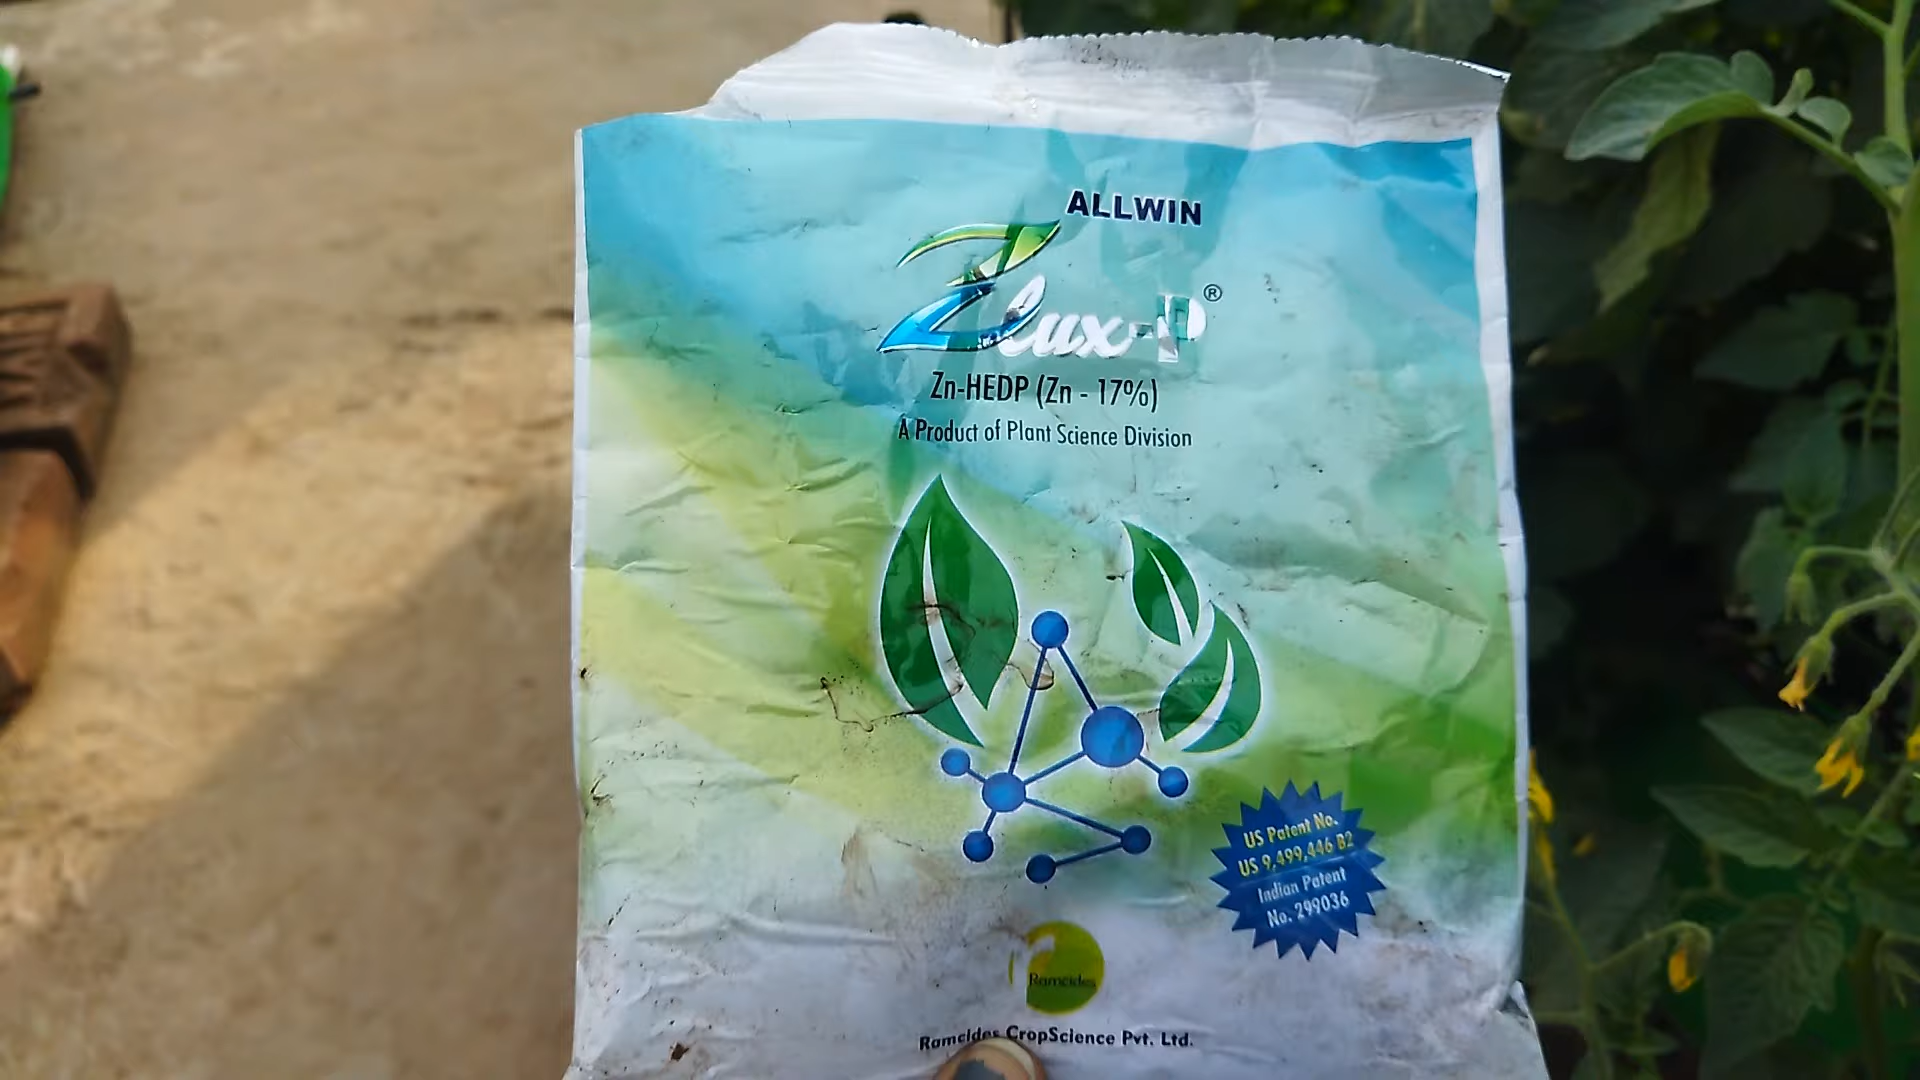 ALLWIN
Zlux-P®
Zn-HEDP (Zn - 17%)
A Product of Plant Science Division
US Patent No.
US 9,499,446 B2
Indian Patent
No. 299036
Ramcides
Ramcides CropScience Pvt. Ltd.